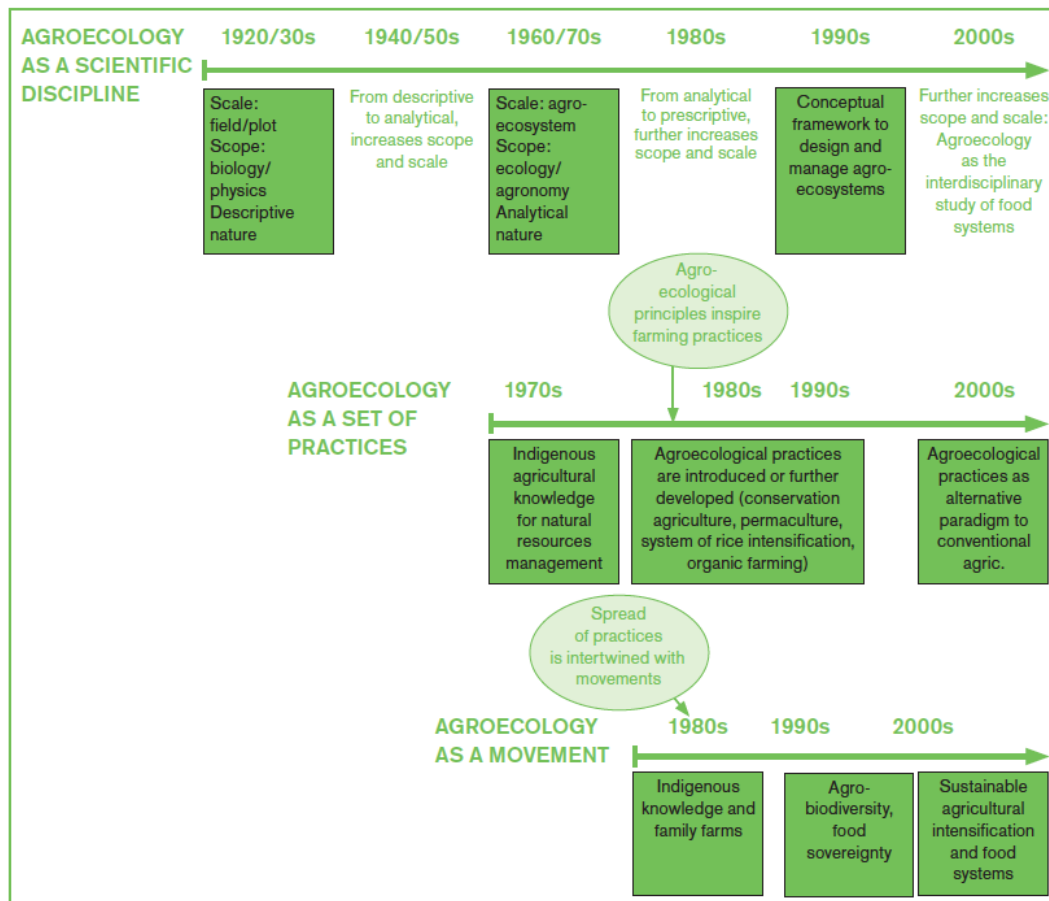 AGROECOLOGY
AS A SCIENTIFIC
DISCIPLINE
1920/30s
1940/50s
1960/70s
1980s
1990s
2000s
Scale:
field/plot
Scope:
biology/
physics
Descriptive
nature
From descriptive
to analytical,
increases scope
and scale
Scale: agro-
ecosystem
Scope:
ecology/
agronomy
Analytical
nature
From analytical
to prescriptive,
further increases
scope and scale
Conceptual
framework to
design and
manage agro-
ecosystems
Further increases
scope and scale:
Agroecology
as the
interdisciplinary
study of food
systems
Agro-
ecological
principles inspire
farming practices
AGROECOLOGY
AS A SET OF
PRACTICES
1970s
1980s
1990s
2000s
Indigenous
agricultural
knowledge
for natural
resources
management
Agroecological practices
are introduced or further
developed (conservation
agriculture, permaculture,
system of rice intensification,
organic farming)
Agroecological
practices as
alternative
paradigm to
conventional
agric.
Spread
of practices
is intertwined with
movements
AGROECOLOGY
AS A MOVEMENT
1980s
1990s
2000s
Indigenous
knowledge and
family farms
Agro-
biodiversity,
food
sovereignty
Sustainable
agricultural
intensification
and food
systems